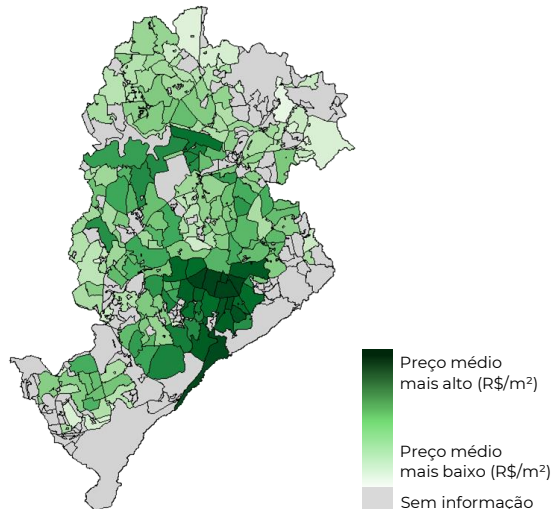 Preço médio
mais alto (R$/m²)
Preço médio
mais baixo (R$/m²)
Sem informação